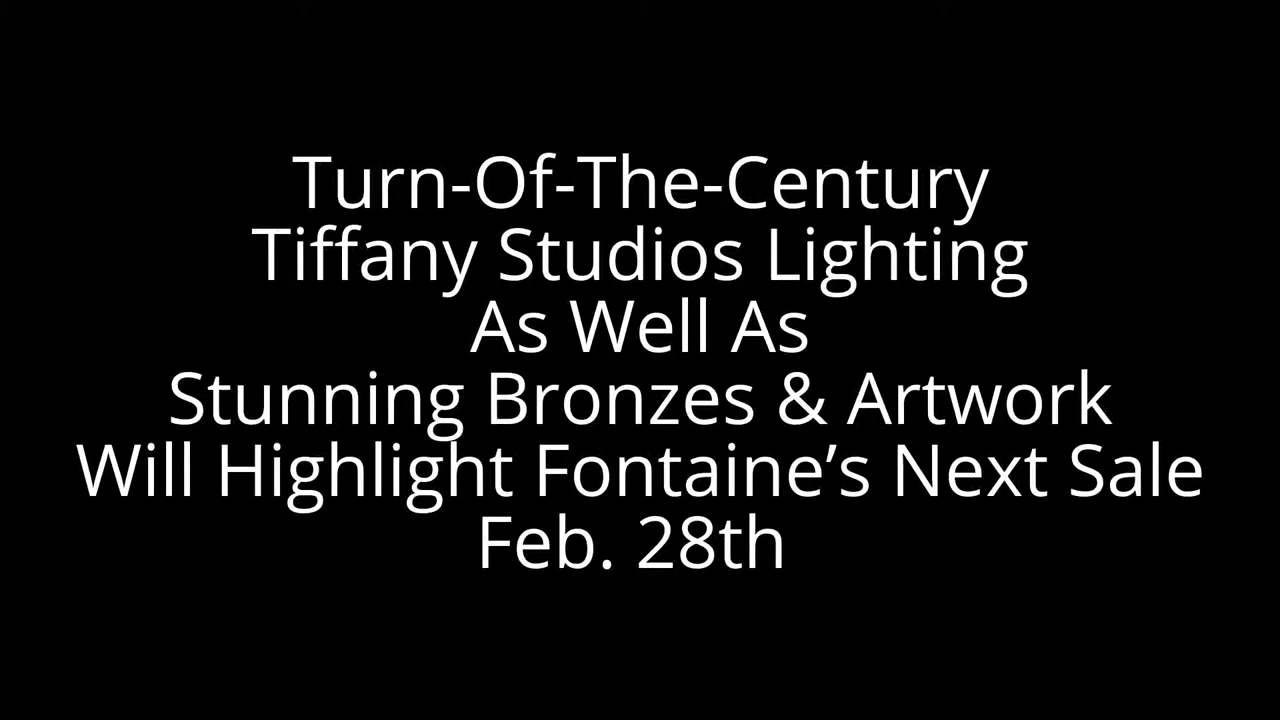 Turn-Of-The-Century
Tiffany Studios Lighting
As Well As
Stunning Bronzes & Artwork
Will Highlight Fontaine’s Next Sale
Feb. 28th